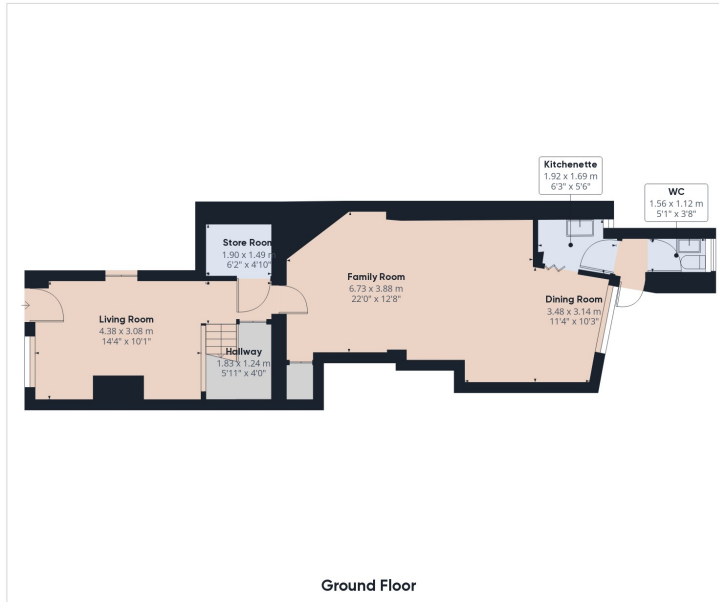 Kitchenette
1.92 x 1.69 m
6'3" x 5'6"
WC
1.56 x 1.12 m
5'1" x 3'8"
Store Room
1.90 x 1.49 m
6'2" x 4'10"
Family Room
6.73 x 3.88 m
22'0" x 12'8"
Dining Room
3.48 x 3.14 m
11'4" x 10'3"
Living Room
4.38 x 3.08 m
14'4" x 10'1"
Hallway
1.83 x 1.24 m
5'11" x 4'0"
Ground Floor